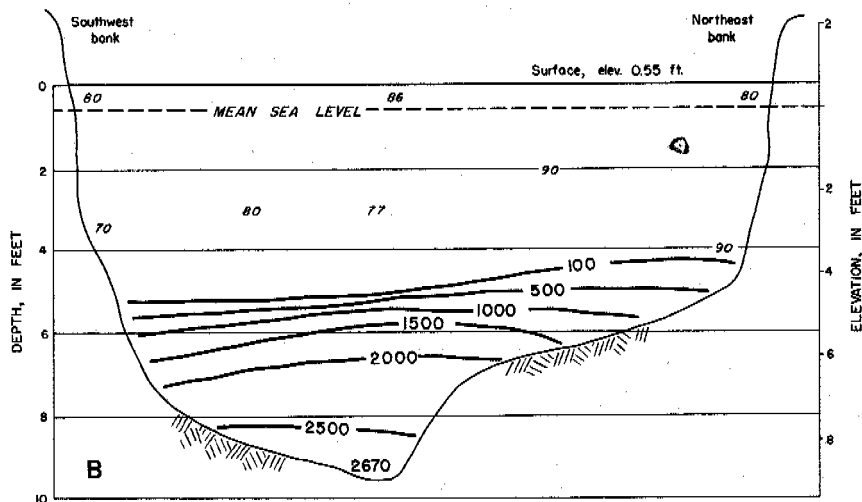 Southwest
bank
Northeast
bank
2
Surface, elev. 0.55 ft.
0
80
86
80
MEAN SEA LEVEL
2
90
2
80
77
70
90
4
100
4
500
1000
1500
6
6
2000
2500
8
8
2670
B
10
DEPTH, IN FEET
ELEVATION, IN FEET